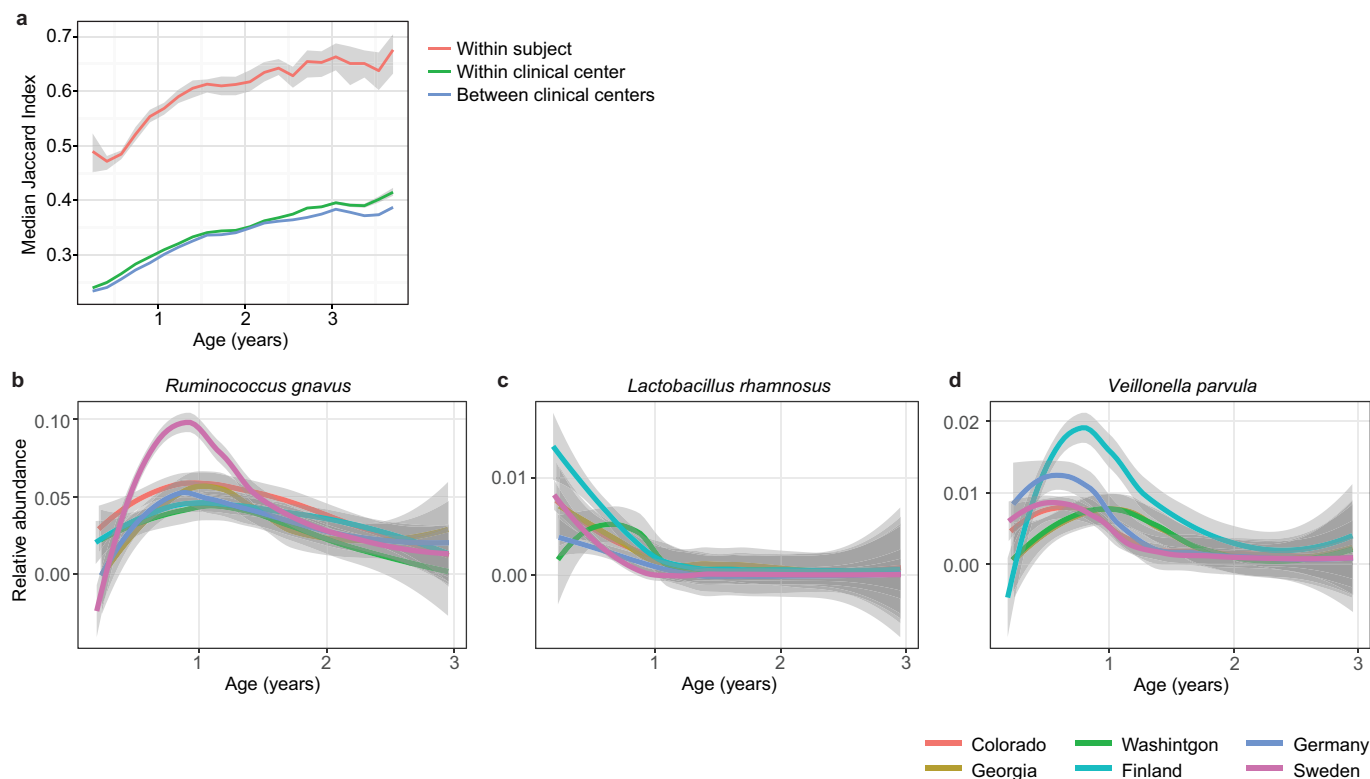 a
0.7
0.6
0.5
0.4
0.3
Median Jaccard Index
1
2
3
Age (years)
Within subject
Within clinical center
Between clinical centers
b
Ruminococcus gnavus
0.10
0.05
0.00
Relative abundance
1
2
3
Age (years)
c
Lactobacillus rhamnosus
0.01
0.00
1
2
3
Age (years)
d
Veillonella parvula
0.02
0.01
0.00
1
2
3
Age (years)
Colorado
Washintgon
Germany
Georgia
Finland
Sweden